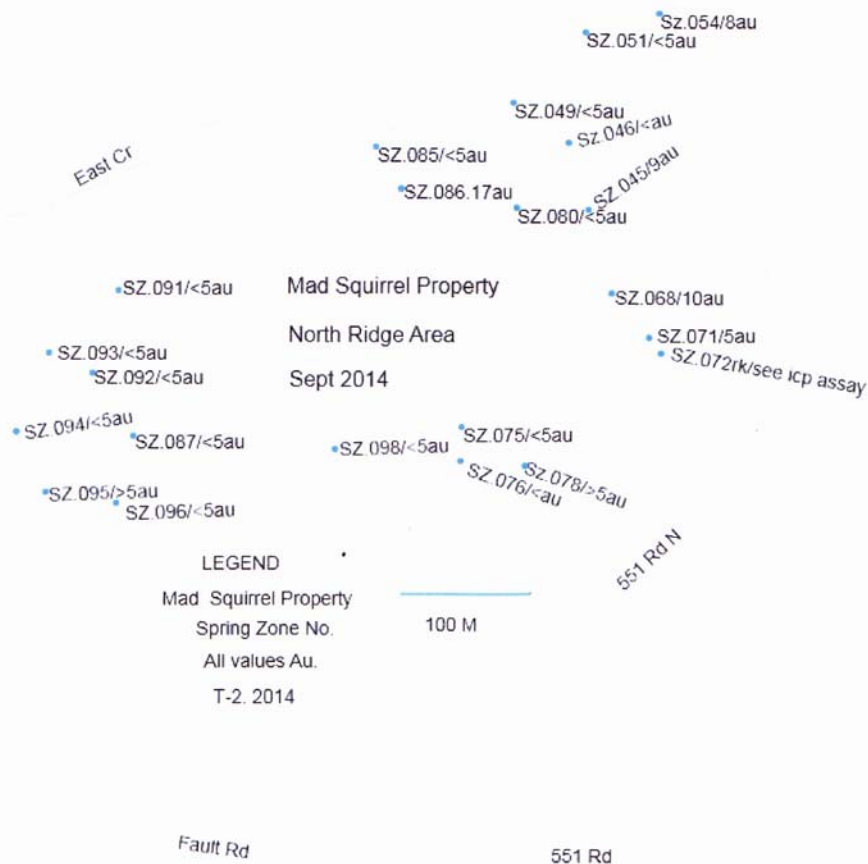 Sz.054/8au
SZ.051/<5au
SZ.049/<5au
Sz.046/<au
East Cr
SZ.085/<5au
SZ.086.17au
SZ.045/9au
SZ.080/<5au
SZ.091/<5au
Mad Squirrel Property
SZ.068/10au
North Ridge Area
SZ.071/5au
SZ.093/<5au
SZ.072rk/see icp assay
SZ.092/<5au
Sept 2014
SZ.094/<5au
SZ.087/<5au
SZ.098/<5au
SZ.075/<5au
SZ.076/<au
SZ.078/>5au
SZ.095/>5au
SZ.096/<5au
551 Rd N
LEGEND
Mad Squirrel Property
Spring Zone No.
100 M
All values Au.
T-2. 2014
Fault Rd
551 Rd